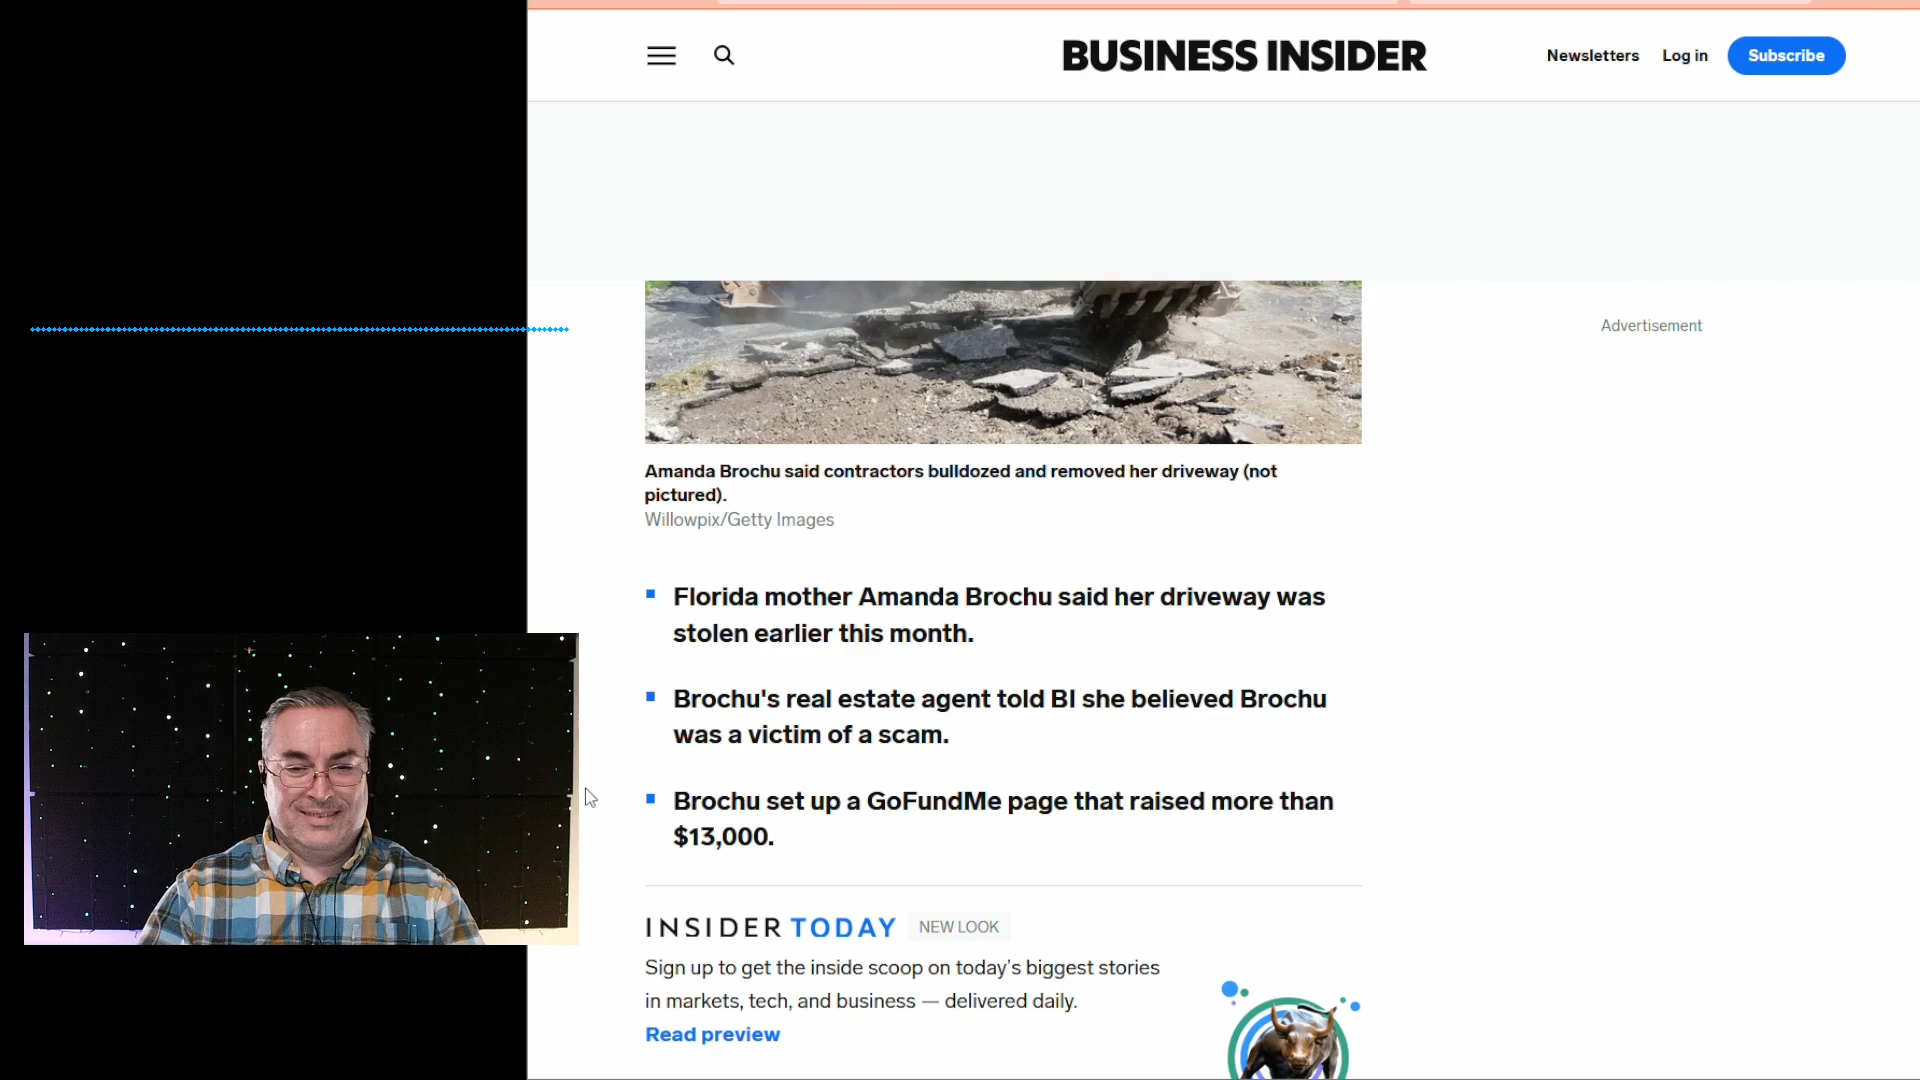 BUSINESS INSIDER
Newsletters
Log in
Subscribe
Advertisement
Amanda Brochu said contractors bulldozed and removed her driveway (not
pictured).
Willowpix/Getty Images
Florida mother Amanda Brochu said her driveway was
stolen earlier this month.
Brochu's real estate agent told BI she believed Brochu
was a victim of a scam.
Brochu set up a GoFundMe page that raised more than
$13,000.
INSIDER TODAY NEW LOOK
Sign up to get the inside scoop on today’s biggest stories
in markets, tech, and business — delivered daily.
Read preview